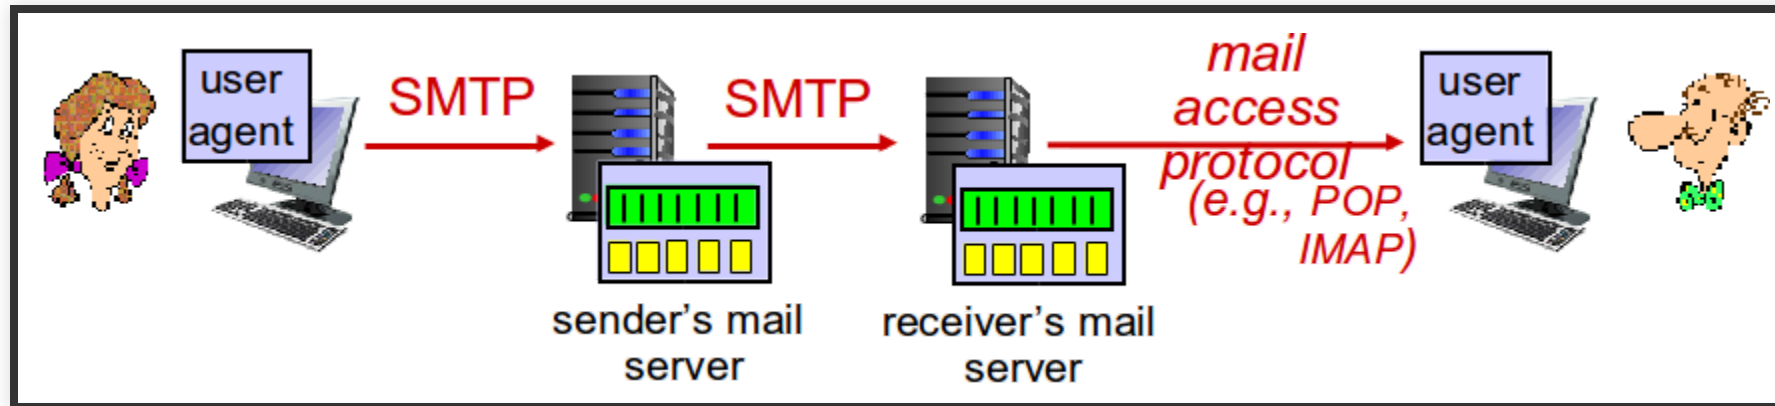 user
agent
SMTP
SMTP
mail
access
protocol
(e.g., POP,
IMAP)
user
agent
sender's mail
server
receiver's mail
server